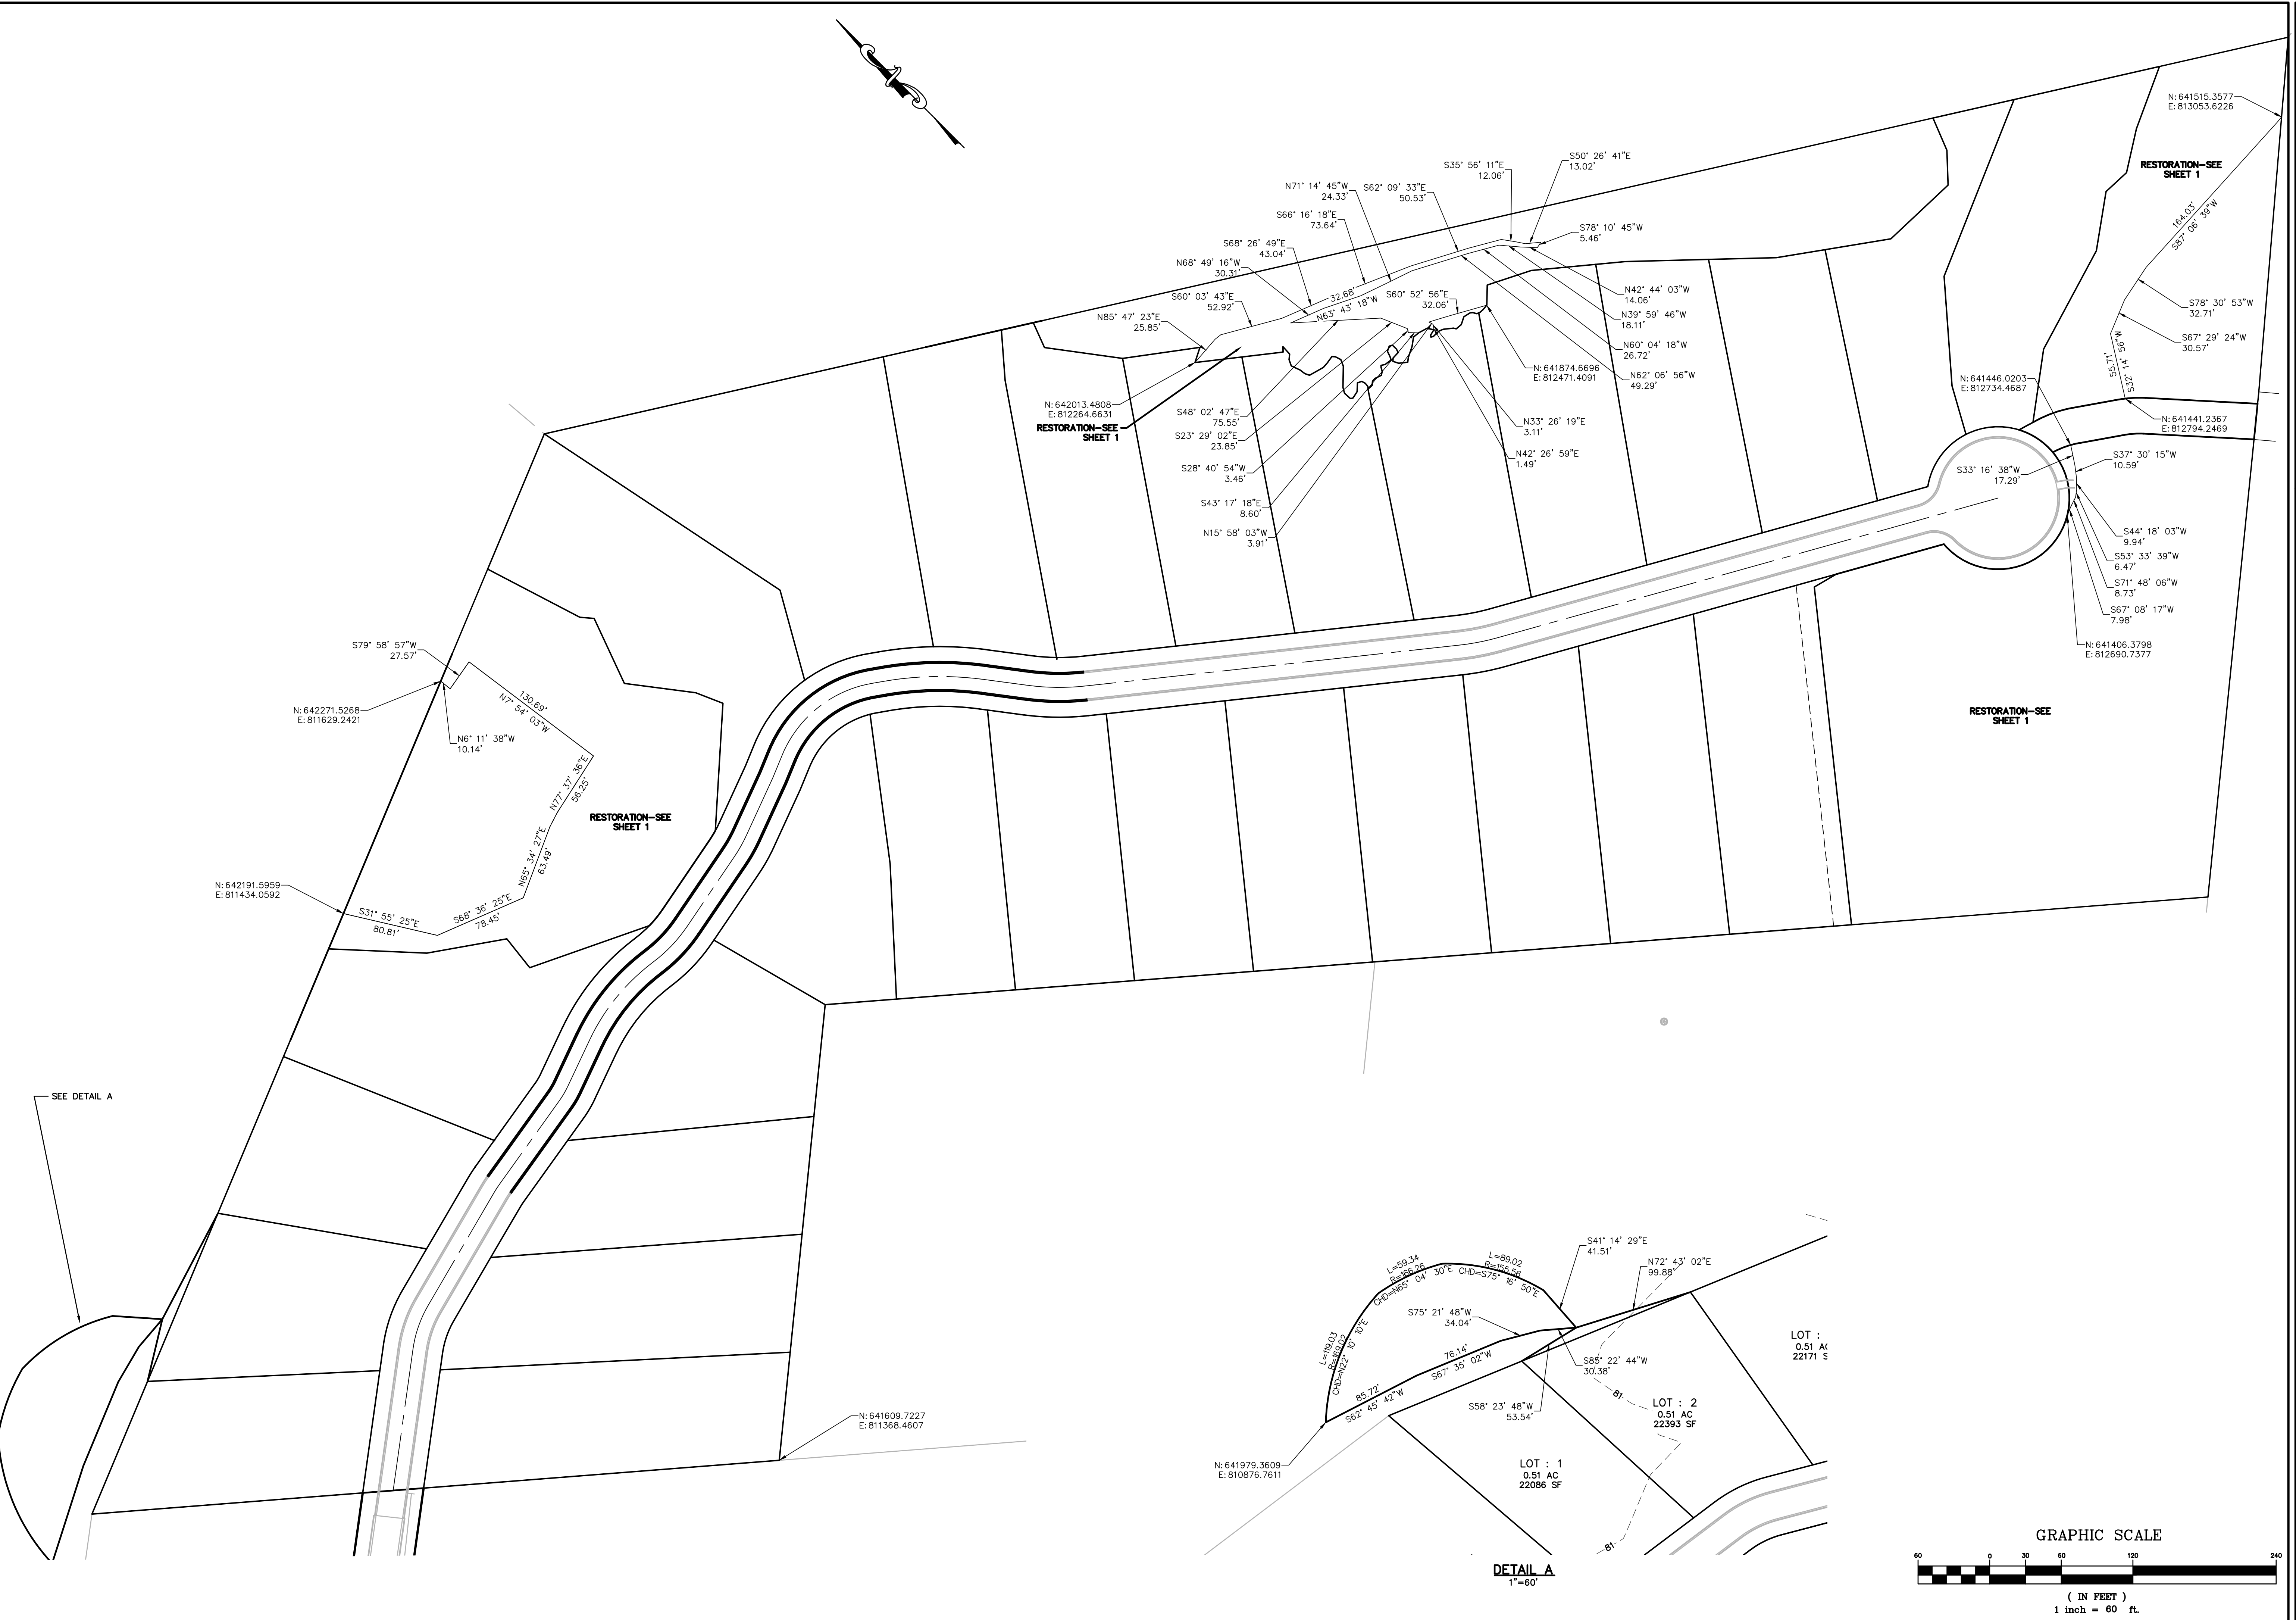 N: 641515.3577
E: 813053.6226
RESTORATION-SEE
SHEET 1
164.03'
S87° 06' 39"W
S78° 30' 53"W
32.71'
S67° 29' 24"W
30.57'
S32° 14' 56"W
55.71'
N: 641446.0203
E: 812734.4687
N: 641441.2367
E: 812794.2469
S37° 30' 15"W
10.59'
S33° 16' 38"W
17.29'
S44° 18' 03"W
9.94'
S53° 33' 39"W
6.47'
S71° 48' 06"W
8.73'
S67° 08' 17"W
7.98'
N: 641406.3798
E: 812690.7377
RESTORATION-SEE
SHEET 1
S50° 26' 41"E
13.02'
S35° 56' 11"E
12.06'
N71° 14' 45"W
24.33'
S62° 09' 33"E
50.53'
S66° 16' 18"E
73.64'
S78° 10' 45"W
5.46'
S68° 26' 49"E
43.04'
N68° 49' 16"W
30.31'
32.68'
N63° 43' 18"W
S60° 52' 56"E
32.06'
S60° 03' 43"E
52.92'
N85° 47' 23"E
25.85'
N42° 44' 03"W
14.06'
N39° 59' 46"W
18.11'
N60° 04' 18"W
26.72'
N62° 06' 56"W
49.29'
N: 641874.6696
E: 812471.4091
N: 642013.4808
E: 812264.6631
RESTORATION-SEE
SHEET 1
S48° 02' 47"E
75.55'
S23° 29' 02"E
23.85'
S28° 40' 54"W
3.46'
S43° 17' 18"E
8.60'
N15° 58' 03"W
3.91'
N33° 26' 19"E
3.11'
N42° 26' 59"E
1.49'
S79° 58' 57"W
27.57'
N: 642271.5268
E: 811629.2421
N6° 11' 38"W
10.14'
130.69'
N7° 54' 03"W
N77° 37' 36"E
56.25'
N65° 34' 27"E
63.49'
RESTORATION-SEE
SHEET 1
N: 642191.5959
E: 811434.0592
S31° 55' 25"E
80.81'
S68° 36' 25"E
78.45'
SEE DETAIL A
N: 641609.7227
E: 811368.4607
S41° 14' 29"E
41.51'
N72° 43' 02"E
99.88'
L=59.34
R=166.26
CHD=N65° 04' 30"E
L=89.02
R=155.56
CHD=S75° 16' 50"E
S75° 21' 48"W
34.04'
L=119.03
R=169.02
CHD=N22° 10' 10"E
76.14'
S67° 35' 02"W
85.72'
S62° 45' 42"W
S85° 22' 44"W
30.38'
S58° 23' 48"W
53.54'
LOT :
0.51 AC
22171 S
81
LOT : 2
0.51 AC
22393 SF
LOT : 1
0.51 AC
22086 SF
N: 641979.3609
E: 810876.7611
81
DETAIL A
1"=60'
GRAPHIC SCALE
60 0 30 60 120 240
( IN FEET )
1 inch = 60 ft.